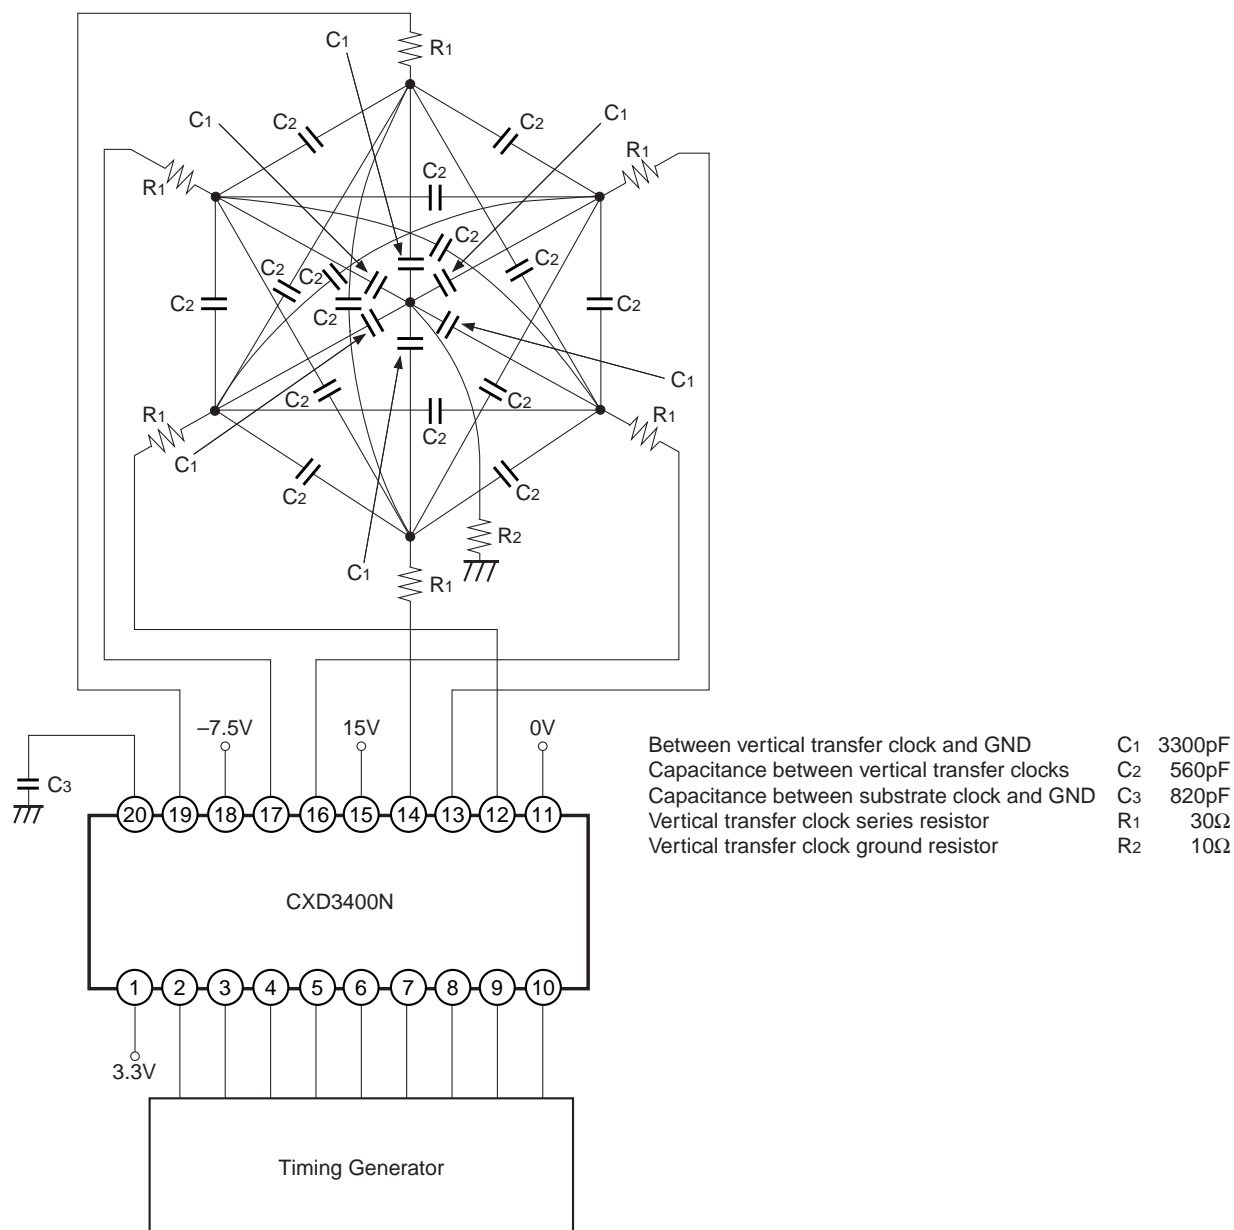 C1
R1
C1
C2
C2
C1
R1
R1
C2
C2
C2
C2
C2
C2
C2
C2
C2
C1
C2
C2
R1
R1
C2
C1
C2
C2
R2
C1
R1
–7.5V
15V
0V
C3
20 19 18 17 16 15 14 13 12 11
CXD3400N
1 2 3 4 5 6 7 8 9 10
3.3V
Timing Generator
Between vertical transfer clock and GND C1 3300pF
Capacitance between vertical transfer clocks C2 560pF
Capacitance between substrate clock and GND C3 820pF
Vertical transfer clock series resistor R1 30Ω
Vertical transfer clock ground resistor R2 10Ω